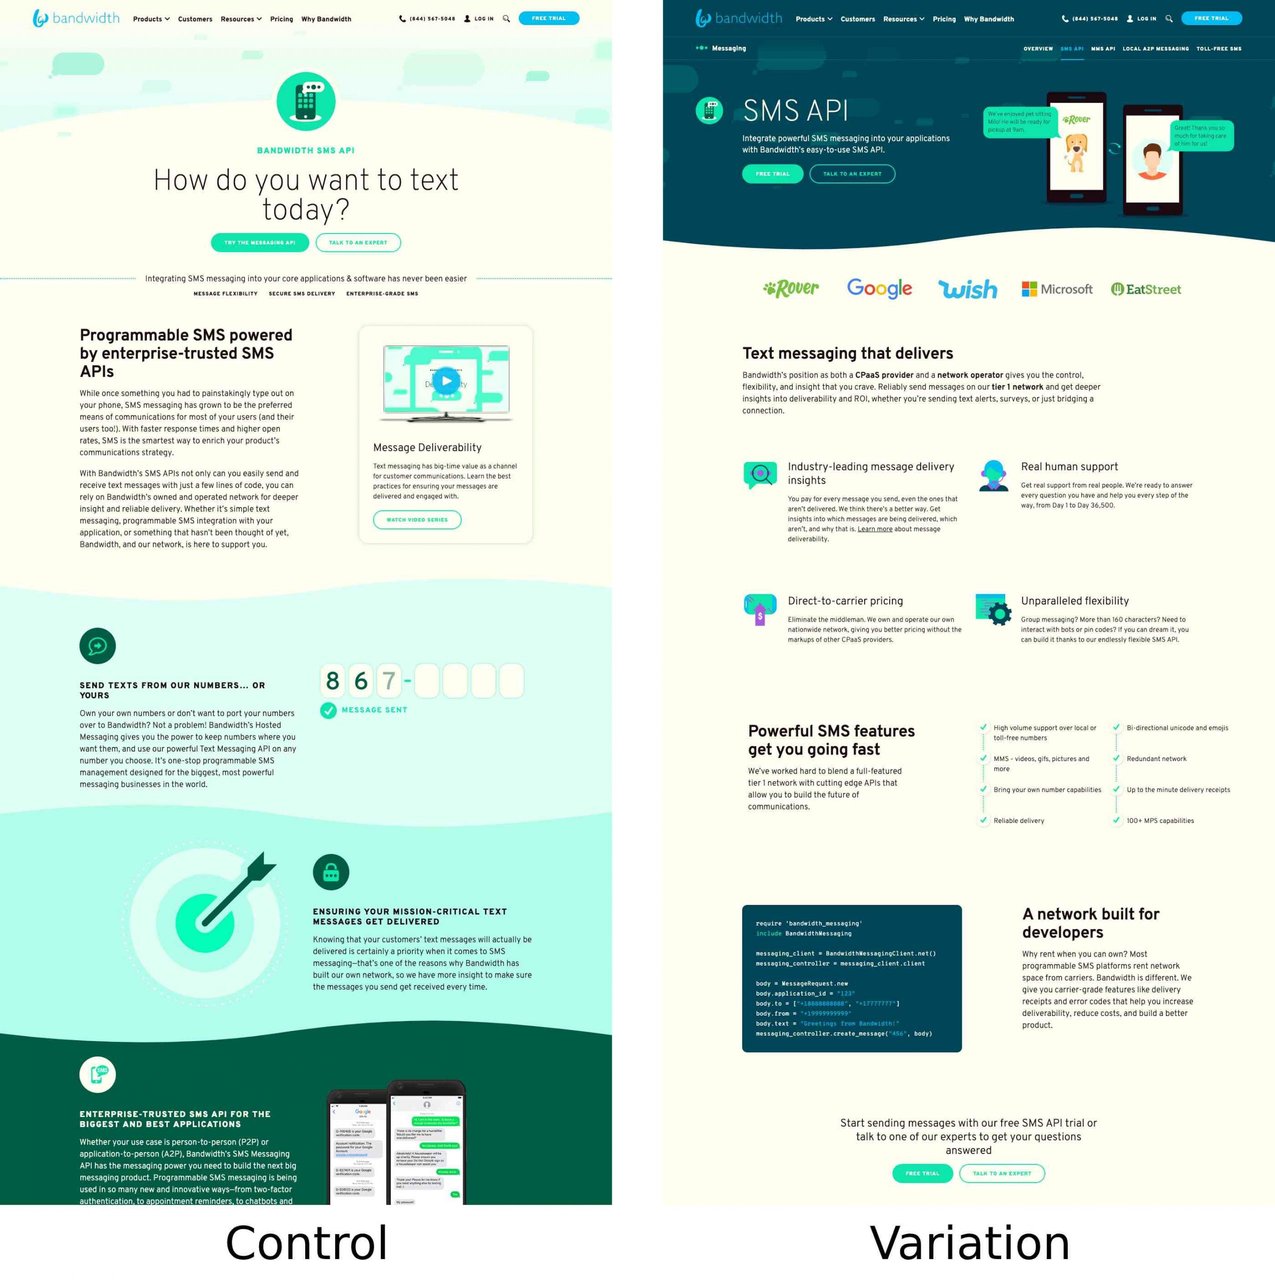 bandwidth
Products Customers Resources Pricing Why Bandwidth
(844) 567-5048 LOG IN FREE TRIAL
BANDWIDTH SMS API
How do you want to text
today?
TRY THE MESSAGING API TALK TO AN EXPERT
Integrating SMS messaging into your core applications & software has never been easier
MESSAGE FLEXIBILITY SECURE SMS DELIVERY ENTERPRISE-GRADE SMS
Programmable SMS powered
by enterprise-trusted SMS
APIs
While once something you had to painstakingly type out on
your phone, SMS messaging has grown to be the preferred
means of communications for most of your users (and their
users too!). With faster response times and higher open
rates, SMS is the smartest way to enrich your product's
communications strategy.
With Bandwidth's SMS APIs not only can you easily send and
receive text messages with just a few lines of code, you can
rely on Bandwidth's owned and operated network for deeper
insight and reliable delivery. Whether it's simple text
messaging, programmable SMS integration with your
application, or something that hasn't been thought of yet,
Bandwidth, and our network, is here to support you.
Message Deliverability
Text messaging has big-time value as a channel
for customer communications. Learn the best
practices for ensuring your messages are
delivered and engaged with.
WATCH VIDEO SERIES
SEND TEXTS FROM OUR NUMBERS... OR
YOURS
Own your own numbers or don't want to port your numbers
over to Bandwidth? Not a problem! Bandwidth's Hosted
Messaging gives you the power to keep numbers where you
want them, and use our powerful Text Messaging API on any
number you choose. It's one-stop programmable SMS
management designed for the biggest, most powerful
messaging businesses in the world.
867-
MESSAGE SENT
ENSURING YOUR MISSION-CRITICAL TEXT
MESSAGES GET DELIVERED
Knowing that your customers' text messages will actually be
delivered is certainly a priority when it comes to SMS
messaging—that's one of the reasons why Bandwidth has
built our own network, so we have more insight to make sure
the messages you send get received every time.
ENTERPRISE-TRUSTED SMS API FOR THE
BIGGEST AND BEST APPLICATIONS
Whether your use case is person-to-person (P2P) or
application-to-person (A2P), Bandwidth's SMS Messaging
API has the messaging power you need to build the next big
messaging product. Programmable SMS messaging is being
used in so many new and innovative ways—from two-factor
authentication, to appointment reminders, to chatbots and
Google
Control
bandwidth
Products Customers Resources Pricing Why Bandwidth
(844) 567-5048 LOG IN FREE TRIAL
Messaging
OVERVIEW SMS API MMS API LOCAL A2P MESSAGING TOLL-FREE SMS
SMS API
Integrate powerful SMS messaging into your applications
with Bandwidth's easy-to-use SMS API.
FREE TRIAL TALK TO AN EXPERT
We've enjoyed pet sitting
Milo! He will be ready for
pickup at 9am.
Rover
Great! Thank you so
much for taking care
of him for us!
Rover Google wish Microsoft EatStreet
Text messaging that delivers
Bandwidth's position as both a CPaaS provider and a network operator gives you the control,
flexibility, and insight that you crave. Reliably send messages on our tier 1 network and get deeper
insights into deliverability and ROI, whether you're sending text alerts, surveys, or just bridging a
connection.
Industry-leading message delivery
insights
You pay for every message you send, even the ones that
aren't delivered. We think there's a better way. Get
insights into which messages are being delivered, which
aren't, and why that is. Learn more about message
deliverability.
Real human support
Get real support from real people. We're ready to answer
every question you have and help you every step of the
way, from Day 1 to Day 36,500.
Direct-to-carrier pricing
Eliminate the middleman. We own and operate our own
nationwide network, giving you better pricing without the
markups of other CPaaS providers.
Unparalleled flexibility
Group messaging? More than 160 characters? Need to
interact with bots or pin codes? If you can dream it, you
can build it thanks to our endlessly flexible SMS API.
Powerful SMS features
get you going fast
We've worked hard to blend a full-featured
tier 1 network with cutting edge APIs that
allow you to build the future of
communications.
High volume support over local or
toll-free numbers
MMS - videos, gifs, pictures and
more
Bring your own number capabilities
Reliable delivery
Bi-directional unicode and emojis
Redundant network
Up to the minute delivery receipts
100+ MPS capabilities
require 'bandwidth_messaging'
include BandwidthMessaging
messaging_client = BandwidthMessagingClient.net()
messaging_controller = messaging_client.client
body = MessageRequest.new
body.application_id = "123"
body.to = ["+18888888888", "+17777777"]
body.from = "+19999999999"
body.text = "Greetings from Bandwidth!"
messaging_controller.create_message("456", body)
A network built for
developers
Why rent when you can own? Most
programmable SMS platforms rent network
space from carriers. Bandwidth is different. We
give you carrier-grade features like delivery
receipts and error codes that help you increase
deliverability, reduce costs, and build a better
product.
Start sending messages with our free SMS API trial or
talk to one of our experts to get your questions
answered
FREE TRIAL TALK TO AN EXPERT
Variation